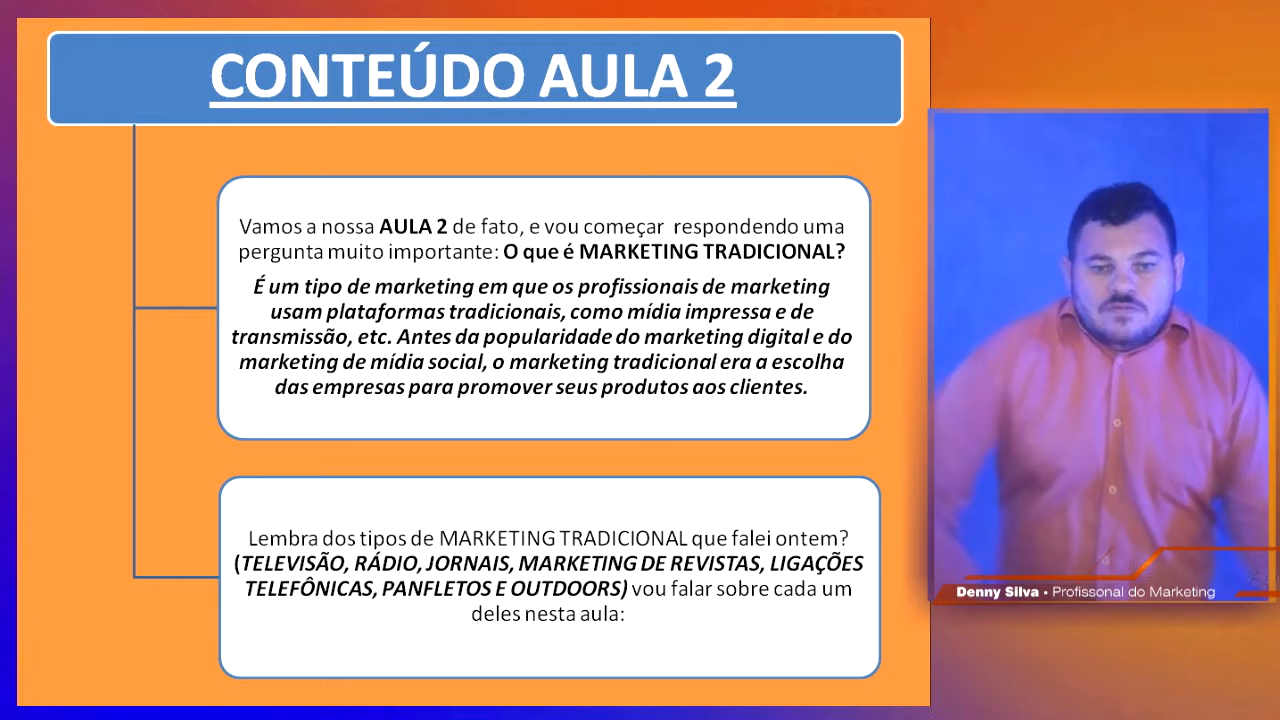 CONTEÚDO AULA 2
Vamos a nossa AULA 2 de fato, e vou começar respondendo uma
pergunta muito importante: O que é MARKETING TRADICIONAL?
É um tipo de marketing em que os profissionais de marketing
usam plataformas tradicionais, como mídia impressa e de
transmissão, etc. Antes da popularidade do marketing digital e do
marketing de mídia social, o marketing tradicional era a escolha
das empresas para promover seus produtos aos clientes.
Lembra dos tipos de MARKETING TRADICIONAL que falei ontem?
(TELEVISÃO, RÁDIO, JORNAIS, MARKETING DE REVISTAS, LIGAÇÕES
TELEFÔNICAS, PANFLETOS E OUTDOORS) vou falar sobre cada um
deles nesta aula:
Denny Silva • Profissonal do Marketing